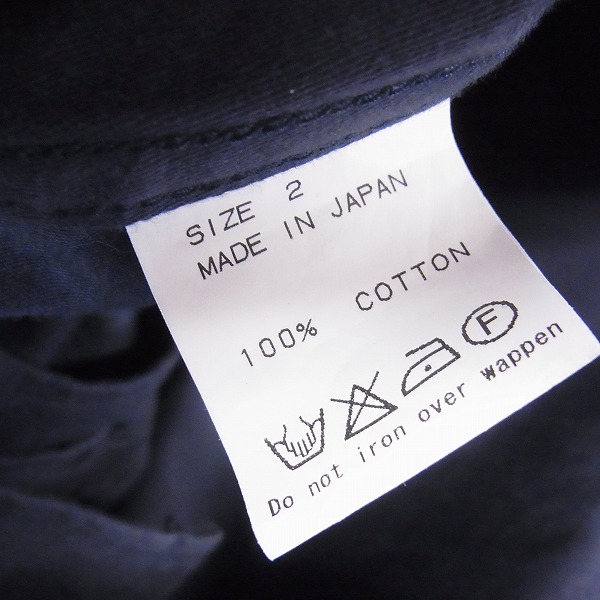 SIZE 2
MADE IN JAPAN
100% COTTON
F
Do not iron over wappen